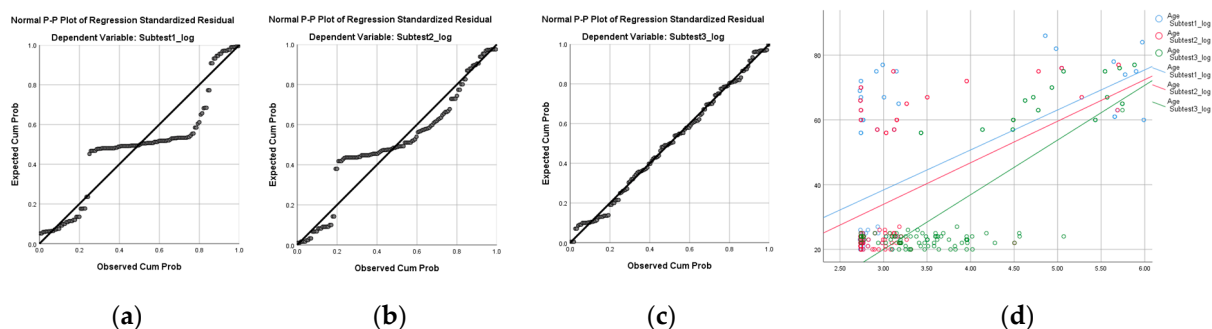 Normal P-P Plot of Regression Standardized Residual
Dependent Variable: Subtest1_log
Expected Cum Prob
1.0
0.8
0.6
0.4
0.2
0.0
0.0 0.2 0.4 0.6 0.8 1.0
Observed Cum Prob
(a)
Normal P-P Plot of Regression Standardized Residual
Dependent Variable: Subtest2_log
Expected Cum Prob
1.0
0.8
0.6
0.4
0.2
0.0
0.0 0.2 0.4 0.6 0.8 1.0
Observed Cum Prob
(b)
Normal P-P Plot of Regression Standardized Residual
Dependent Variable: Subtest3_log
Expected Cum Prob
1.0
0.8
0.6
0.4
0.2
0.0
0.0 0.2 0.4 0.6 0.8 1.0
Observed Cum Prob
(c)
80
60
40
20
2.50 3.00 3.50 4.00 4.50 5.00 5.50 6.00
Age
Subtest1_log
Age
Subtest2_log
Age
Subtest3_log
Age
Subtest1_log
Age
Subtest2_log
Age
Subtest3_log
(d)